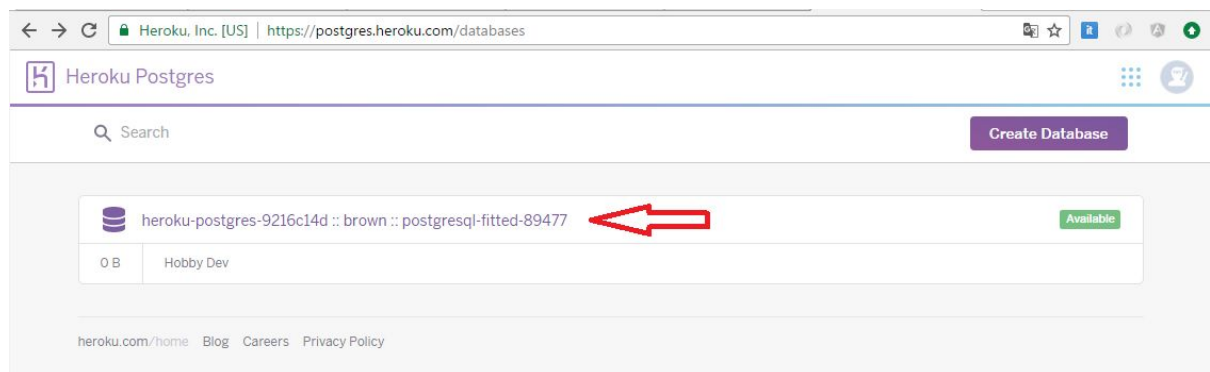 Heroku, Inc. [US] | https://postgres.heroku.com/databases
Heroku Postgres
Search
Create Database
heroku-postgres-9216c14d :: brown :: postgresql-fitted-89477
Available
0 B Hobby Dev
heroku.com/home Blog Careers Privacy Policy